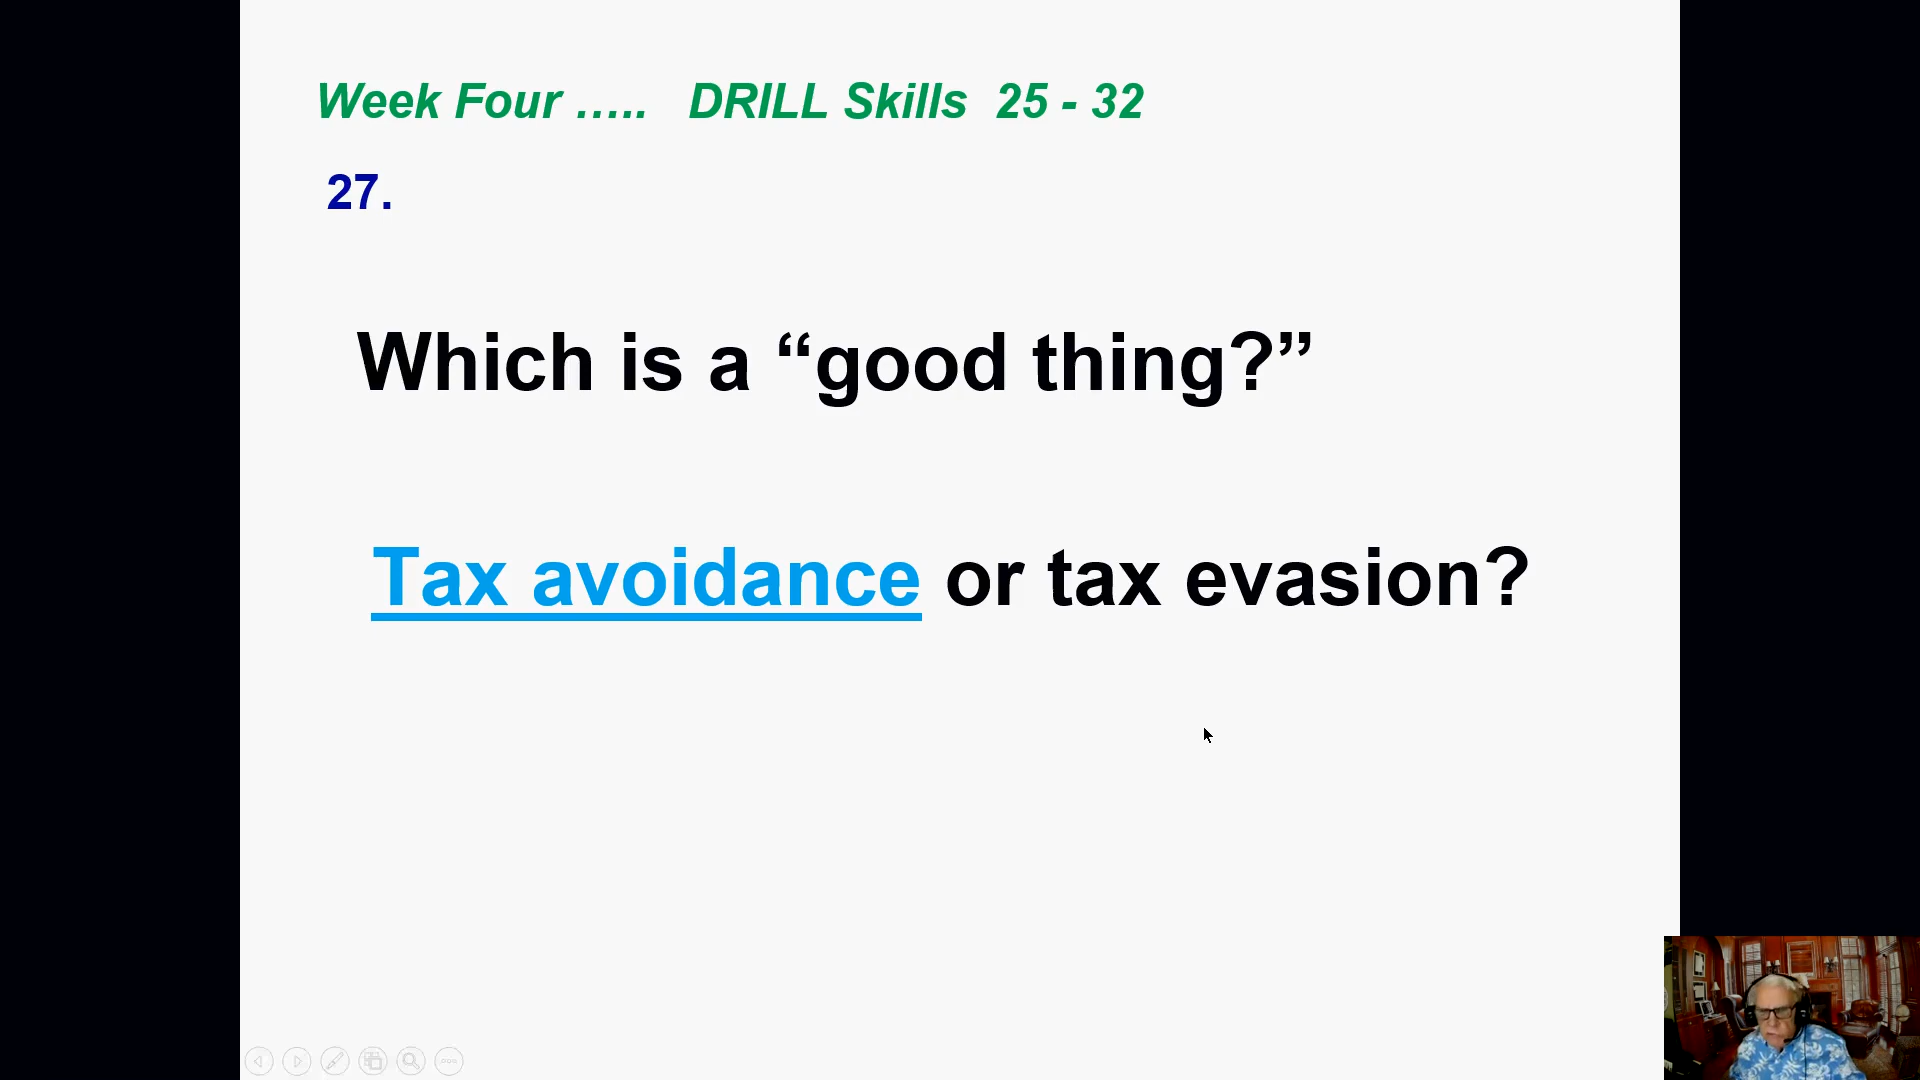 Week Four ..... DRILL Skills 25 - 32
27.
Which is a “good thing?”
Tax avoidance or tax evasion?